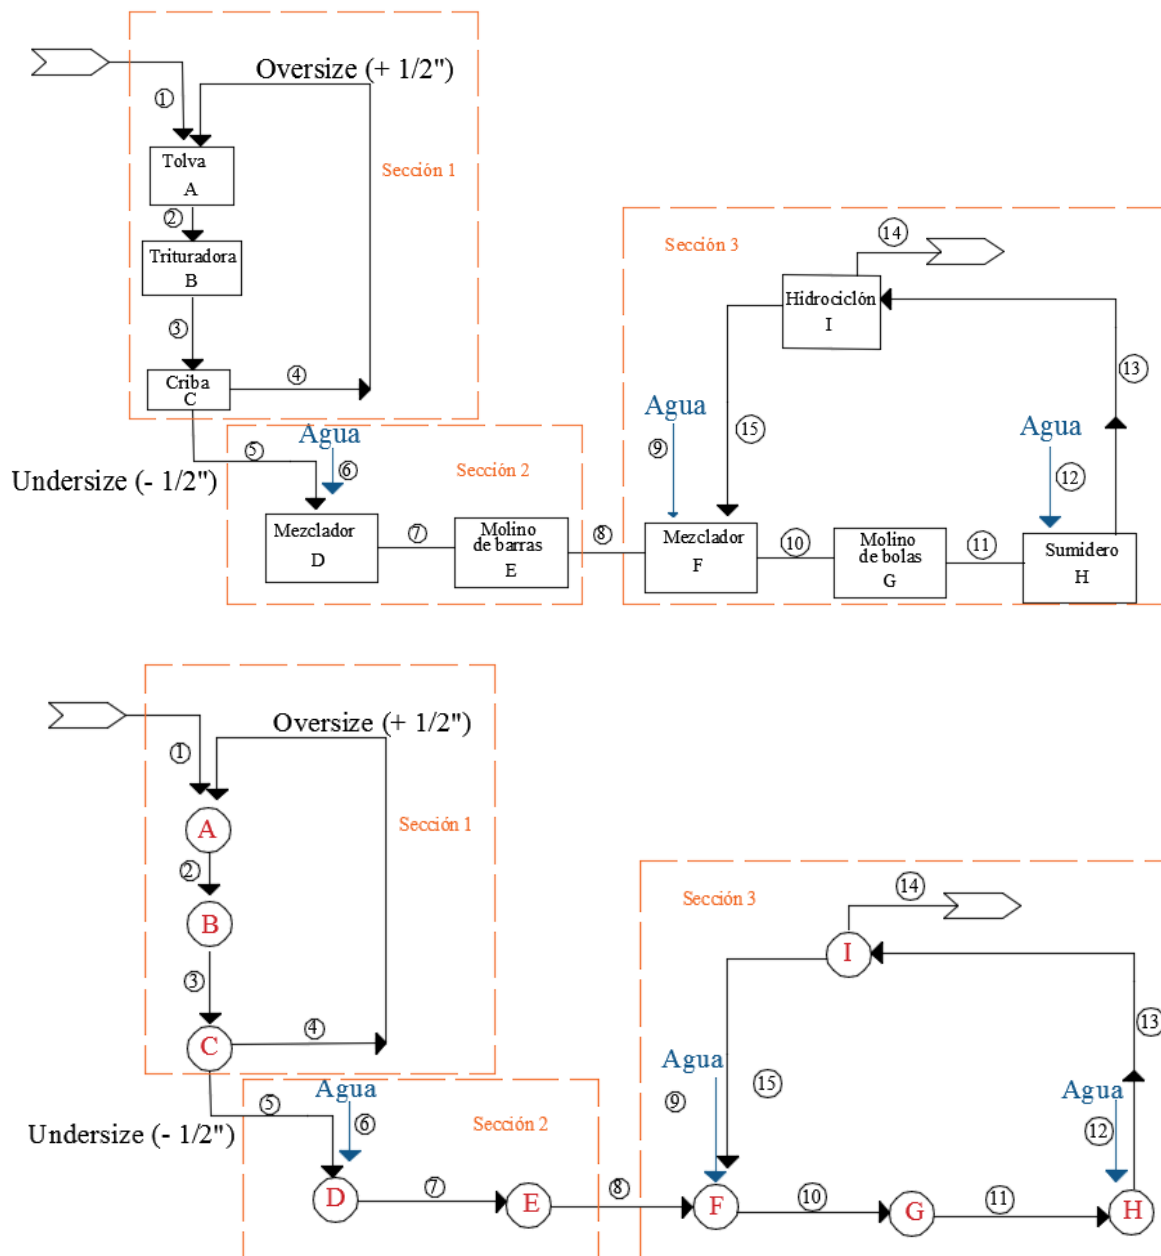 Oversize (+ 1/2")
1
Tolva
A
Sección 1
2
Trituradora
B
3
Criba
C
4
5
Undersize (- 1/2")
Agua
6
Sección 2
Mezclador
D
7
Molino
de barras
E
8
Sección 3
14
Hidrociclón
I
13
Agua
9
15
Agua
12
Mezclador
F
10
Molino
de bolas
G
11
Sumidero
H
Oversize (+ 1/2")
1
A
Sección 1
2
B
3
C
4
5
Undersize (- 1/2")
Agua
6
Sección 2
D
7
E
8
Sección 3
14
I
13
Agua
9
15
Agua
12
F
10
G
11
H